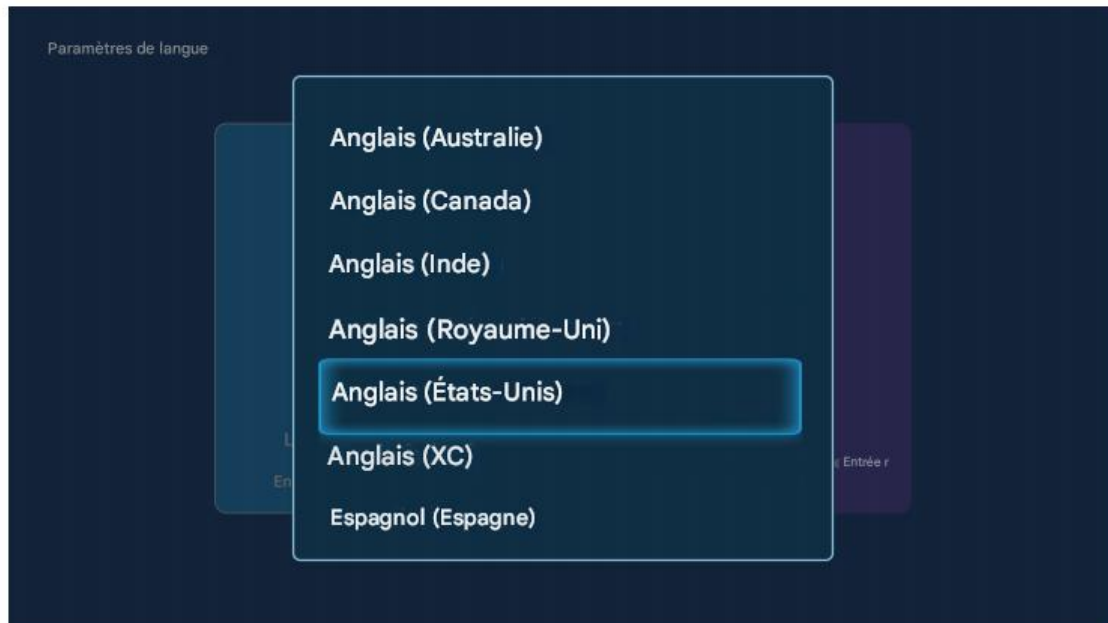 Paramètres de langue
Anglais (Australie)
Anglais (Canada)
Anglais (Inde)
Anglais (Royaume-Uni)
Anglais (États-Unis)
Anglais (XC)
Entrée r
Espagnol (Espagne)